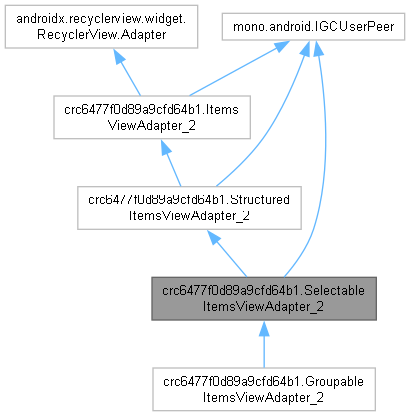 androidx.recyclerview.widget.
RecyclerView.Adapter
mono.android.IGCUserPeer
crc6477f0d89a9cfd64b1.Items
ViewAdapter_2
crc6477f0d89a9cfd64b1.Structured
ItemsViewAdapter_2
crc6477f0d89a9cfd64b1.Selectable
ItemsViewAdapter_2
crc6477f0d89a9cfd64b1.Groupable
ItemsViewAdapter_2